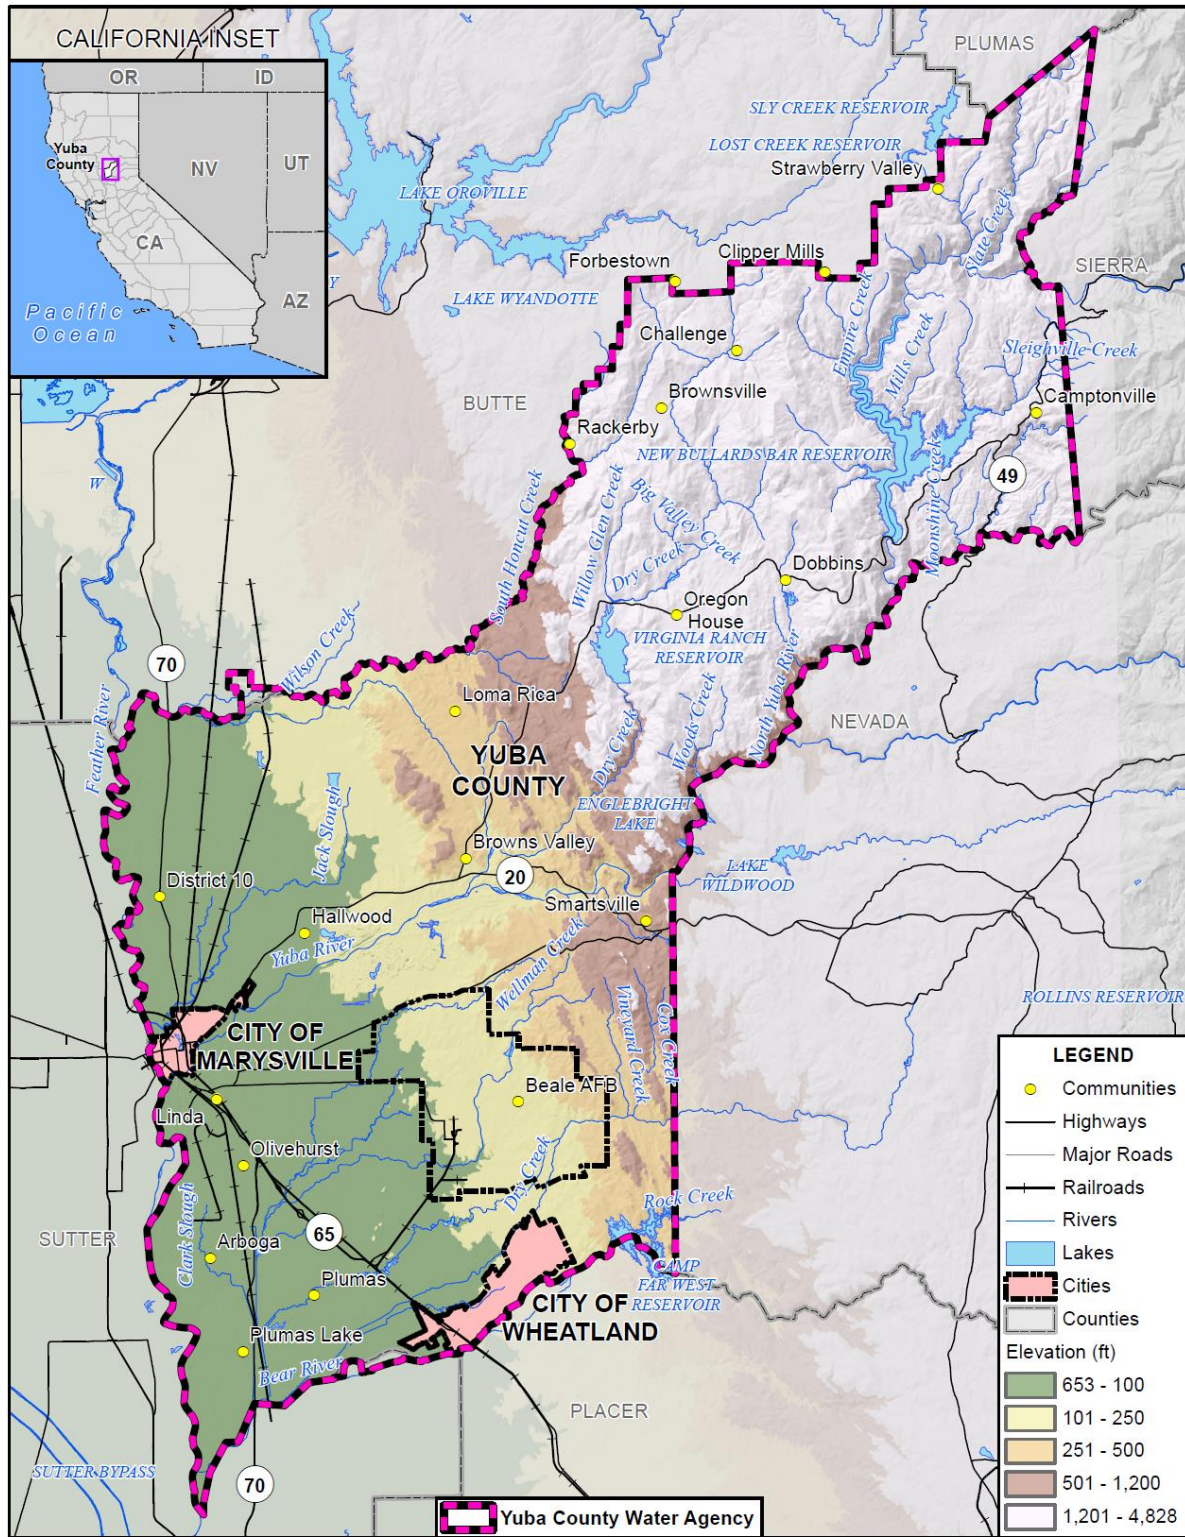 CALIFORNIA INSET
OR
ID
Yuba
County
NV
UT
CA
AZ
Pacific
Ocean
PLUMAS
SLY CREEK RESERVOIR
LOST CREEK RESERVOIR
Strawberry Valley
LAKE OROVILLE
Slate Creek
Forbestown
Clipper Mills
SIERRA
Y
LAKE WYANDOTTE
Challenge
Empire Creek
Mills Creek
Sleighville Creek
BUTTE
Brownsville
Camptonville
Rackerby
NEW BULLARDS BAR RESERVOIR
W
49
South Honcut Creek
Willow Glen Creek
Big Valley Creek
Moonshine Creek
Dry Creek
Dobbins
Oregon
House
VIRGINIA RANCH
RESERVOIR
70
Wilson Creek
Feather River
Loma Rica
Woods Creek
North Yuba River
NEVADA
YUBA
COUNTY
Dry Creek
ENGLEBRIGHT
LAKE
Jack Slough
Browns Valley
20
LAKE
WILDWOOD
District 10
Hallwood
Smartsville
Yuba River
Wellman Creek
Vineyard Creek
Cox Creek
ROLLINS RESERVOIR
CITY OF
MARYSVILLE
Beale AFB
Linda
Olivehurst
Dry Creek
Rock Creek
SUTTER
Clark Slough
65
Arboga
Plumas
CAMP
FAR WEST
RESERVOIR
CITY OF
WHEATLAND
Plumas Lake
Bear River
PLACER
SUTTER BYPASS
70
LEGEND
Communities
Highways
Major Roads
Railroads
Rivers
Lakes
Cities
Counties
Elevation (ft)
653 - 100
101 - 250
251 - 500
501 - 1,200
1,201 - 4,828
Yuba County Water Agency